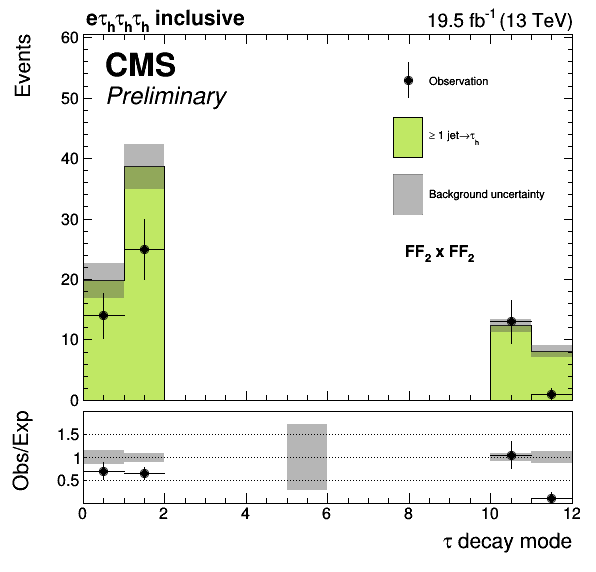 eτhτhτh inclusive
19.5 fb-1 (13 TeV)
Events
60
50
40
30
20
10
0
CMS
Preliminary
Observation
≥ 1 jet→τh
Background uncertainty
FF2 x FF2
Obs/Exp
1.5
1
0.5
0 2 4 6 8 10 12
τ decay mode